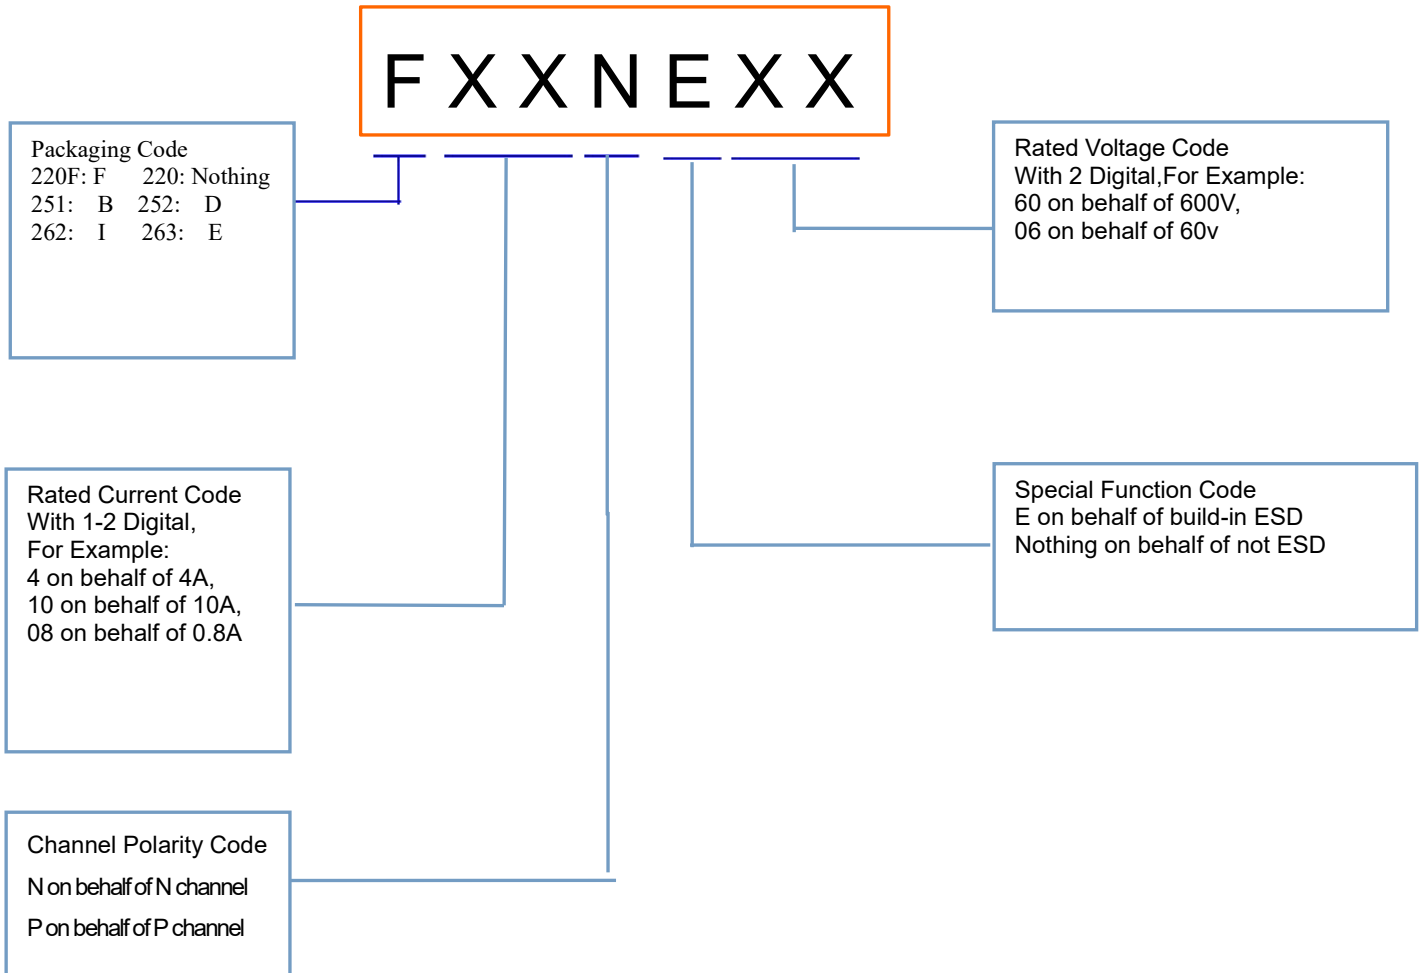 F X X N E X X
Packaging Code
220F: F 220: Nothing
251: B 252: D
262: I 263: E
Rated Voltage Code
With 2 Digital,For Example:
60 on behalf of 600V,
06 on behalf of 60v
Rated Current Code
With 1-2 Digital,
For Example:
4 on behalf of 4A,
10 on behalf of 10A,
08 on behalf of 0.8A
Special Function Code
E on behalf of build-in ESD
Nothing on behalf of not ESD
Channel Polarity Code
N on behalf of N channel
P on behalf of P channel